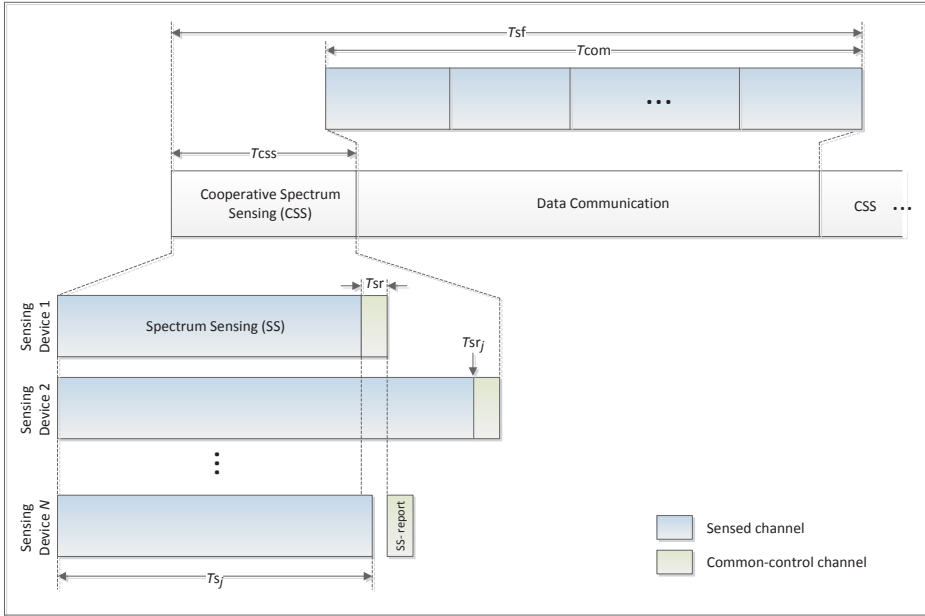 Tsf
Tcom
...
Tcss
Cooperative Spectrum
Sensing (CSS)
Data Communication
CSS ...
Tsr
Sensing
Device 1
Spectrum Sensing (SS)
Tsrj
Sensing
Device 2
Sensing
Device N
SS- report
Tsj
Sensed channel
Common-control channel